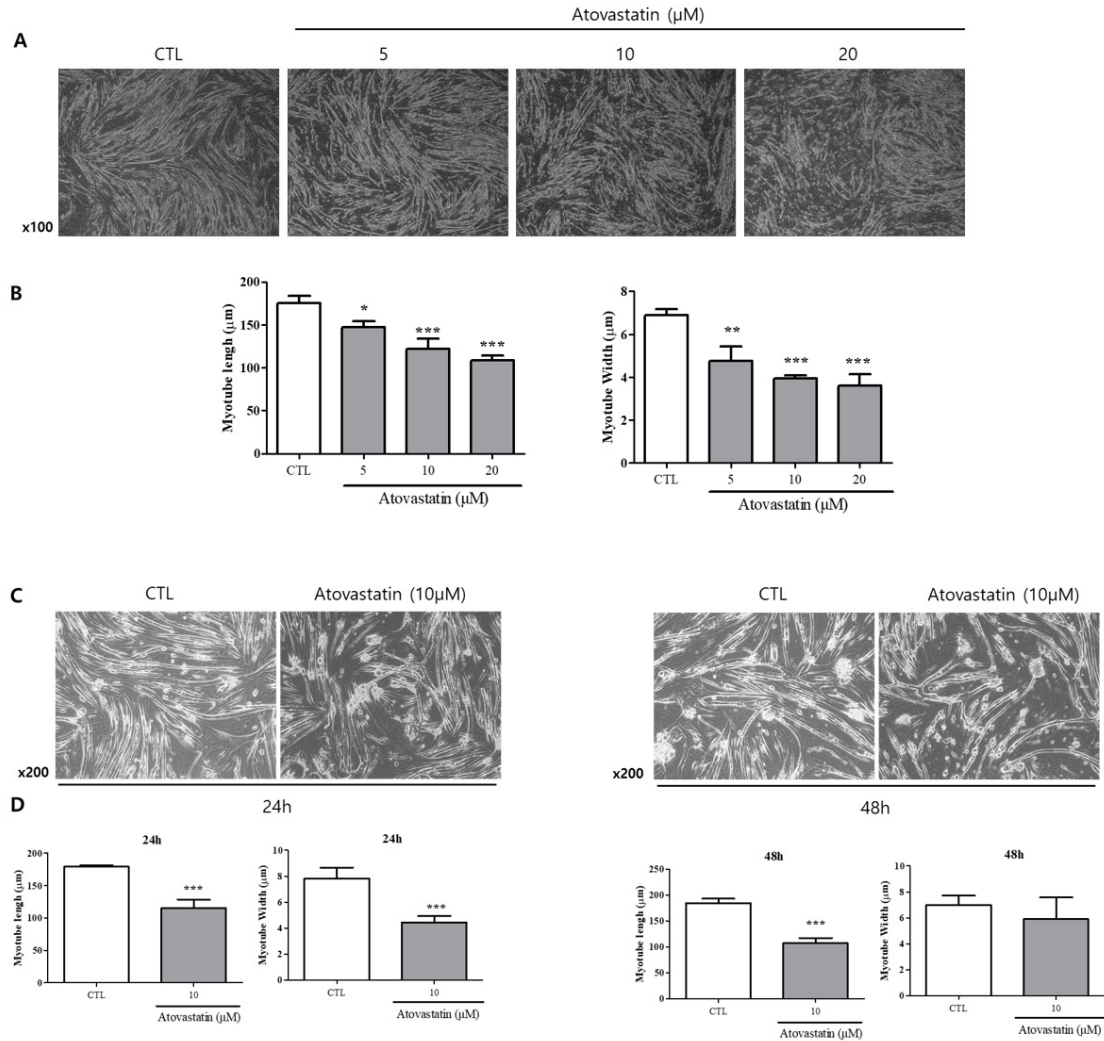 Atovastatin (μM)
A
CTL
5
10
20
x100
B
200
150
100
50
0
Myotube lengh (μm)
*
***
***
CTL
5
10
20
Atovastatin (μM)
8
6
4
2
0
Myotube Width (μm)
**
***
***
CTL
5
10
20
Atovastatin (μM)
C
CTL
Atovastatin (10μM)
x200
24h
CTL
Atovastatin (10μM)
x200
48h
D
24h
200
150
100
50
0
Myotube lengh (μm)
***
CTL
10
Atovastatin (μM)
24h
10
8
6
4
2
0
Myotube Width (μm)
***
CTL
10
Atovastatin (μM)
48h
250
200
150
100
50
0
Myotube lengh (μm)
***
CTL
10
Atovastatin (μM)
48h
10
8
6
4
2
0
Myotube Width (μm)
CTL
10
Atovastatin (μM)